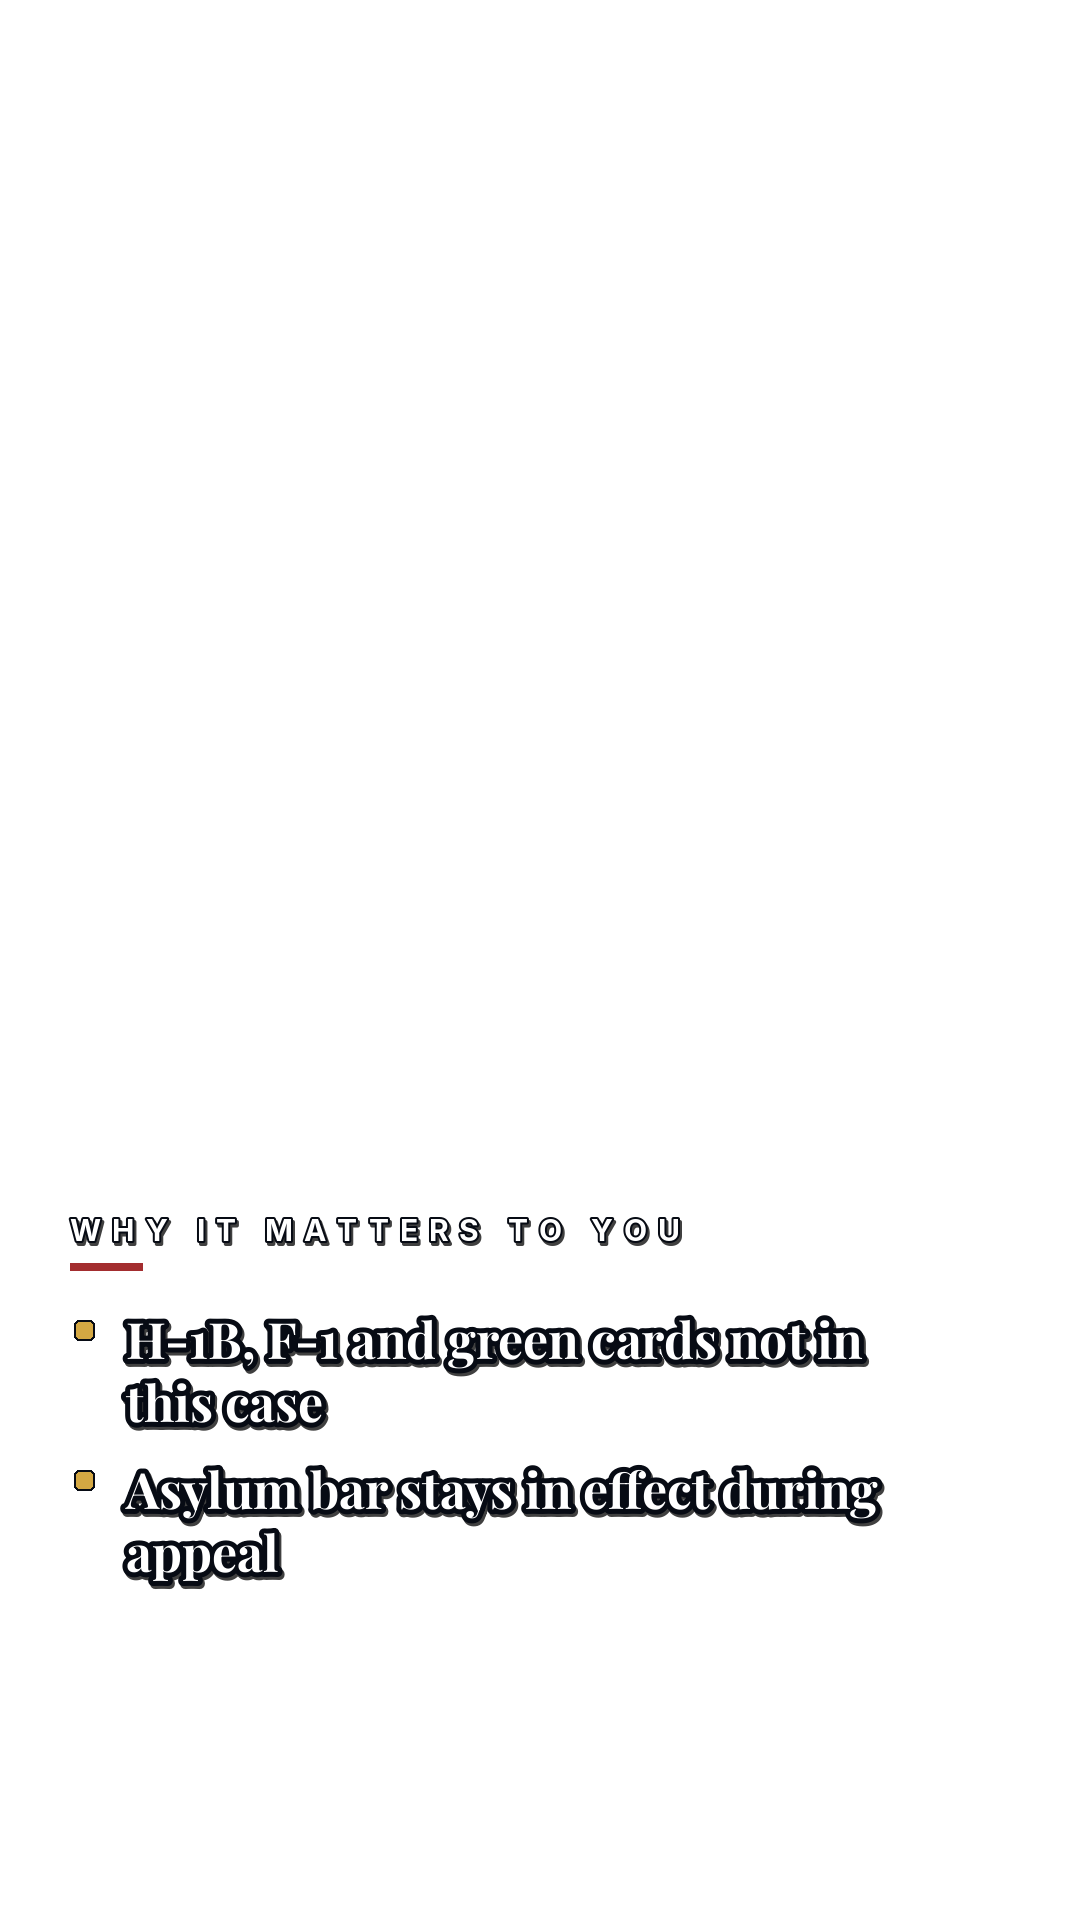 WHY IT MATTERS TO YOU
H-1B, F-1 and green cards not in
this case
Asylum bar stays in effect during
appeal